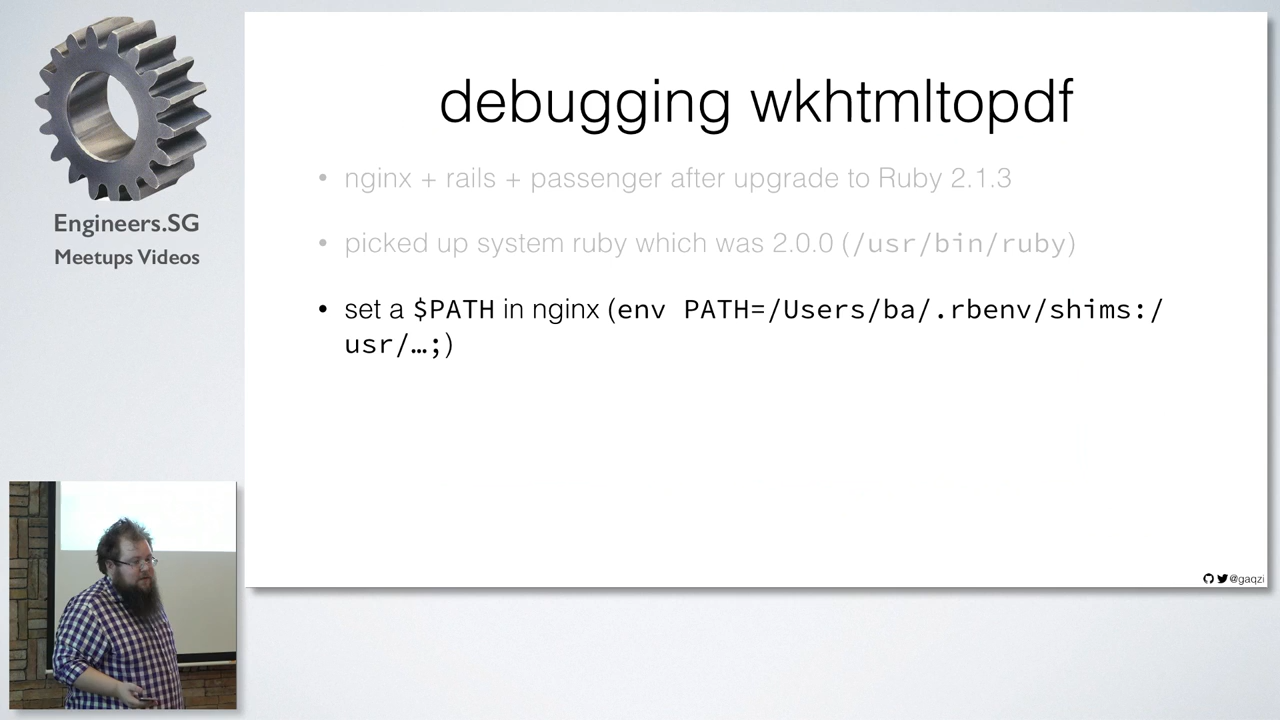 debugging wkhtmltopdf
• nginx + rails + passenger after upgrade to Ruby 2.1.3
• picked up system ruby which was 2.0.0 (/usr/bin/ruby)
• set a $PATH in nginx (env PATH=/Users/ba/.rbenv/shims:/
usr/…;)
Engineers.SG
Meetups Videos
@gaqzi